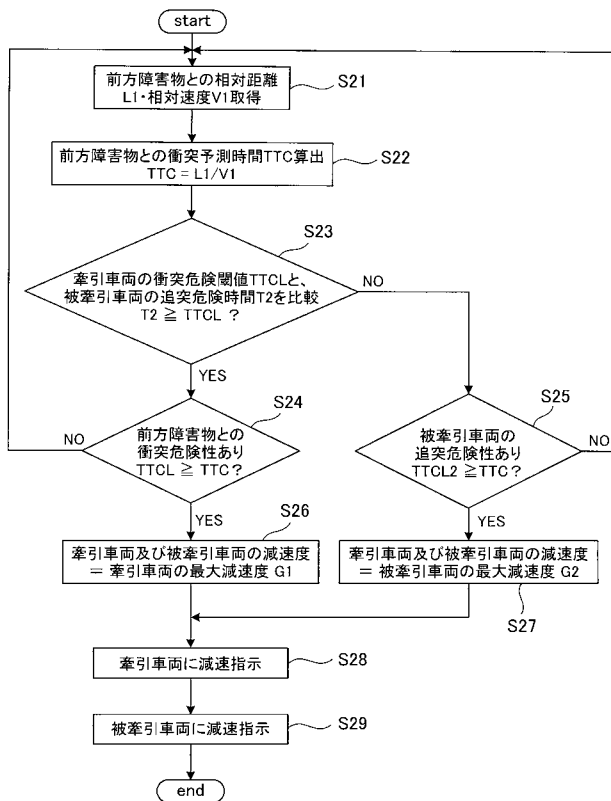 start
前方障害物との相対距離
L1・相対速度V1取得
S21
前方障害物との衝突予測時間TTC算出
TTC = L1/V1
S22
S23
牽引車両の衝突危険閾値TTCLと、
被牽引車両の追突危険時間T2を比較
T2 ≧ TTCL ?
NO
YES
S24
NO
前方障害物との
衝突危険性あり
TTCL ≧ TTC?
YES
S25
被牽引車両の
追突危険性あり
TTCL2 ≧TTC?
NO
YES
S26
牽引車両及び被牽引車両の減速度
= 牽引車両の最大減速度 G1
牽引車両及び被牽引車両の減速度
= 被牽引車両の最大減速度 G2
S27
牽引車両に減速指示
S28
被牽引車両に減速指示
S29
end